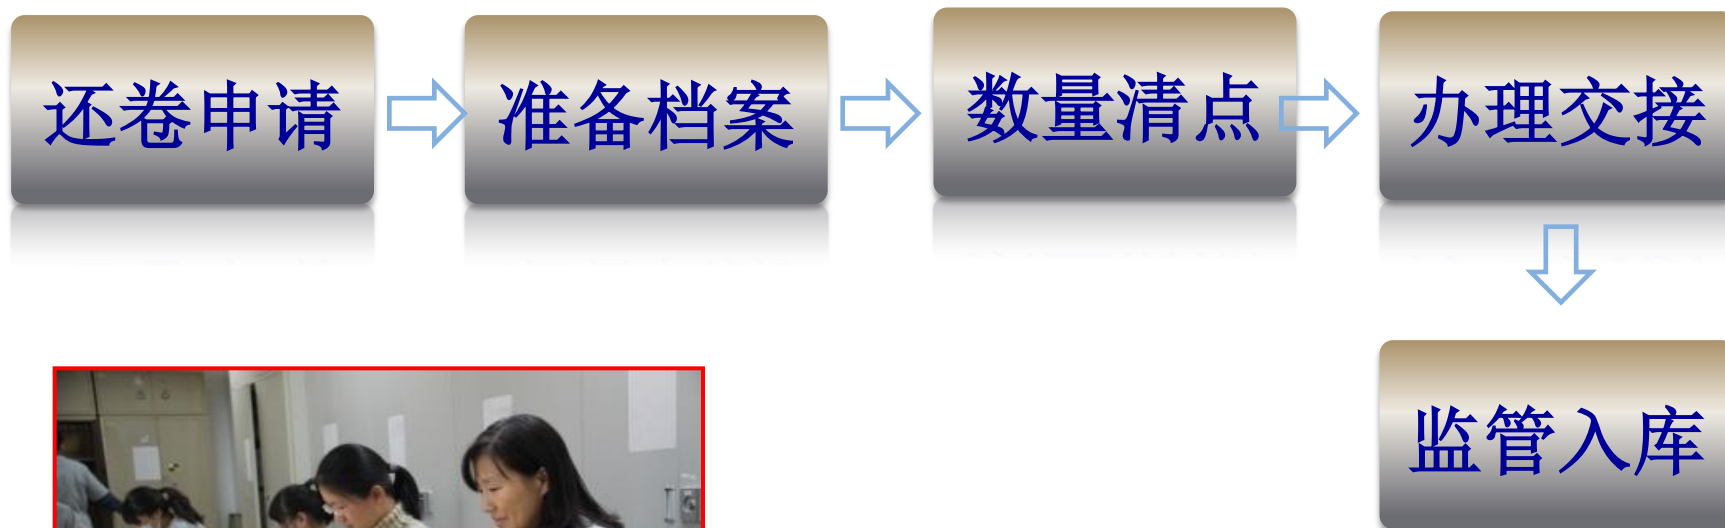 还卷申请
准备档案
数量清点
办理交接
监管入库